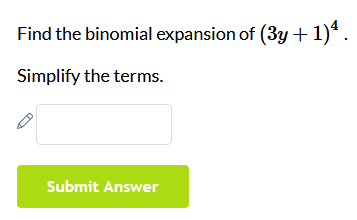 Find the binomial expansion of (3y + 1)⁴ .
Simplify the terms.
Submit Answer